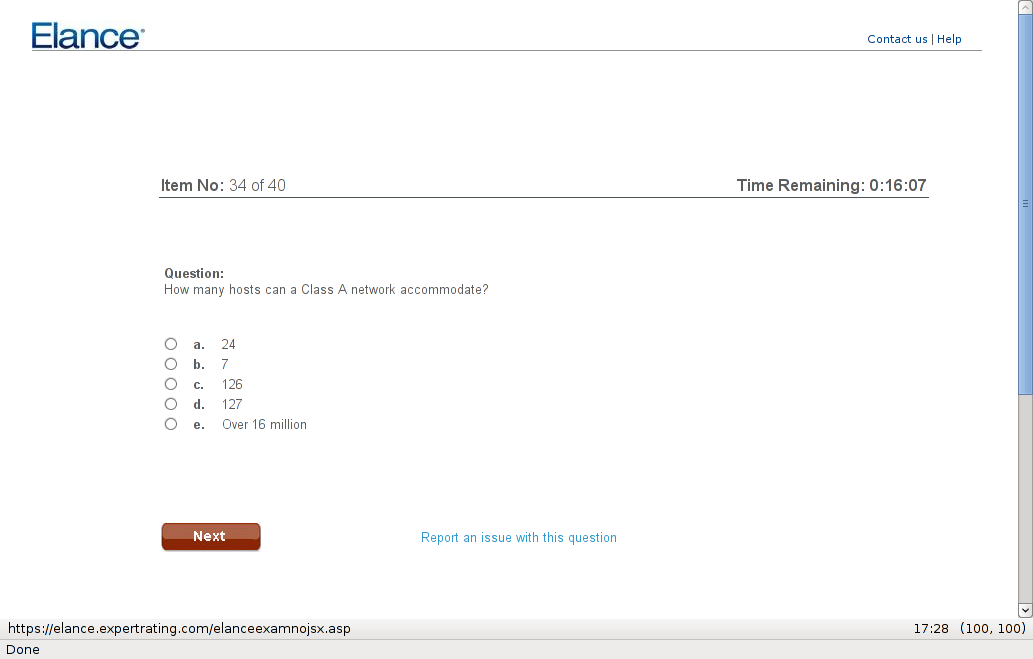 Elance®
Contact us | Help
Item No: 34 of 40 Time Remaining: 0:16:07
Question:
How many hosts can a Class A network accommodate?
a. 24
b. 7
c. 126
d. 127
e. Over 16 million
Next Report an issue with this question
https://elance.expertrating.com/elanceexamnojsx.asp 17:28 (100, 100)
Done